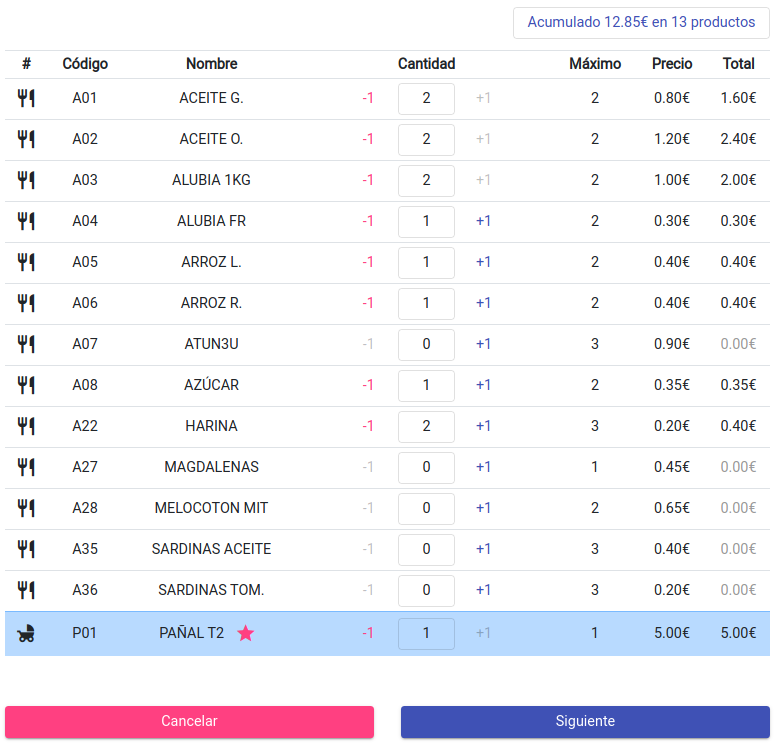 Acumulado 12.85€ en 13 productos
# Código Nombre Cantidad Máximo Precio Total
A01 ACEITE G. -1 2 +1 2 0.80€ 1.60€
A02 ACEITE O. -1 2 +1 2 1.20€ 2.40€
A03 ALUBIA 1KG -1 2 +1 2 1.00€ 2.00€
A04 ALUBIA FR -1 1 +1 2 0.30€ 0.30€
A05 ARROZ L. -1 1 +1 2 0.40€ 0.40€
A06 ARROZ R. -1 1 +1 2 0.40€ 0.40€
A07 ATUN3U -1 0 +1 3 0.90€ 0.00€
A08 AZÚCAR -1 1 +1 2 0.35€ 0.35€
A22 HARINA -1 2 +1 3 0.20€ 0.40€
A27 MAGDALENAS -1 0 +1 1 0.45€ 0.00€
A28 MELOCOTON MIT -1 0 +1 2 0.65€ 0.00€
A35 SARDINAS ACEITE -1 0 +1 3 0.40€ 0.00€
A36 SARDINAS TOM. -1 0 +1 3 0.20€ 0.00€
P01 PAÑAL T2 -1 1 +1 1 5.00€ 5.00€
Cancelar Siguiente